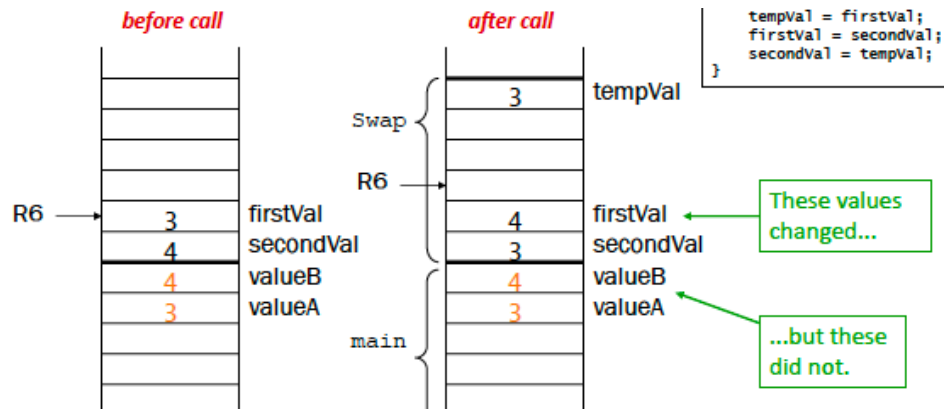 before call
after call
tempVal = firstVal;
firstVal = secondVal;
secondVal = tempVal;
}
3 tempVal
Swap
R6
R6
3 firstVal
4 firstVal
These values
changed...
4 secondVal
3 secondVal
4 valueB
4 valueB
3 valueA
3 valueA
main
...but these
did not.